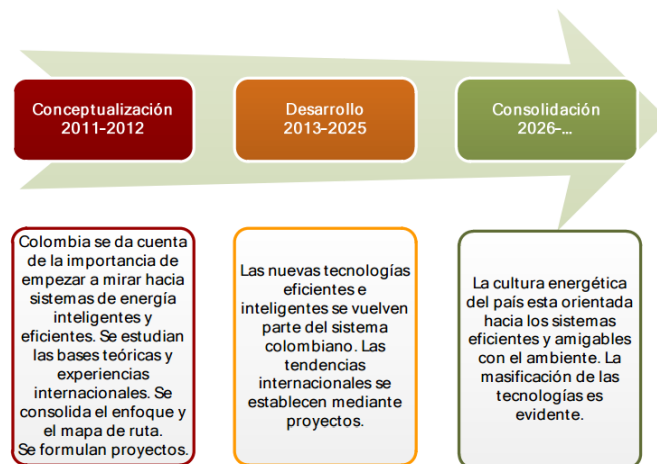 Conceptualización
2011-2012
Desarrollo
2013-2025
Consolidación
2026-...
Colombia se da cuenta
de la importancia de
empezar a mirar hacia
sistemas de energía
inteligentes y
eficientes. Se estudian
las bases teóricas y
experiencias
internacionales. Se
consolida el enfoque y
el mapa de ruta.
Se formulan proyectos.
Las nuevas tecnologías
eficientes e
inteligentes se vuelven
parte del sistema
colombiano. Las
tendencias
internacionales se
establecen mediante
proyectos.
La cultura energética
del país esta orientada
hacia los sistemas
eficientes y amigables
con el ambiente. La
masificación de las
tecnologías es
evidente.